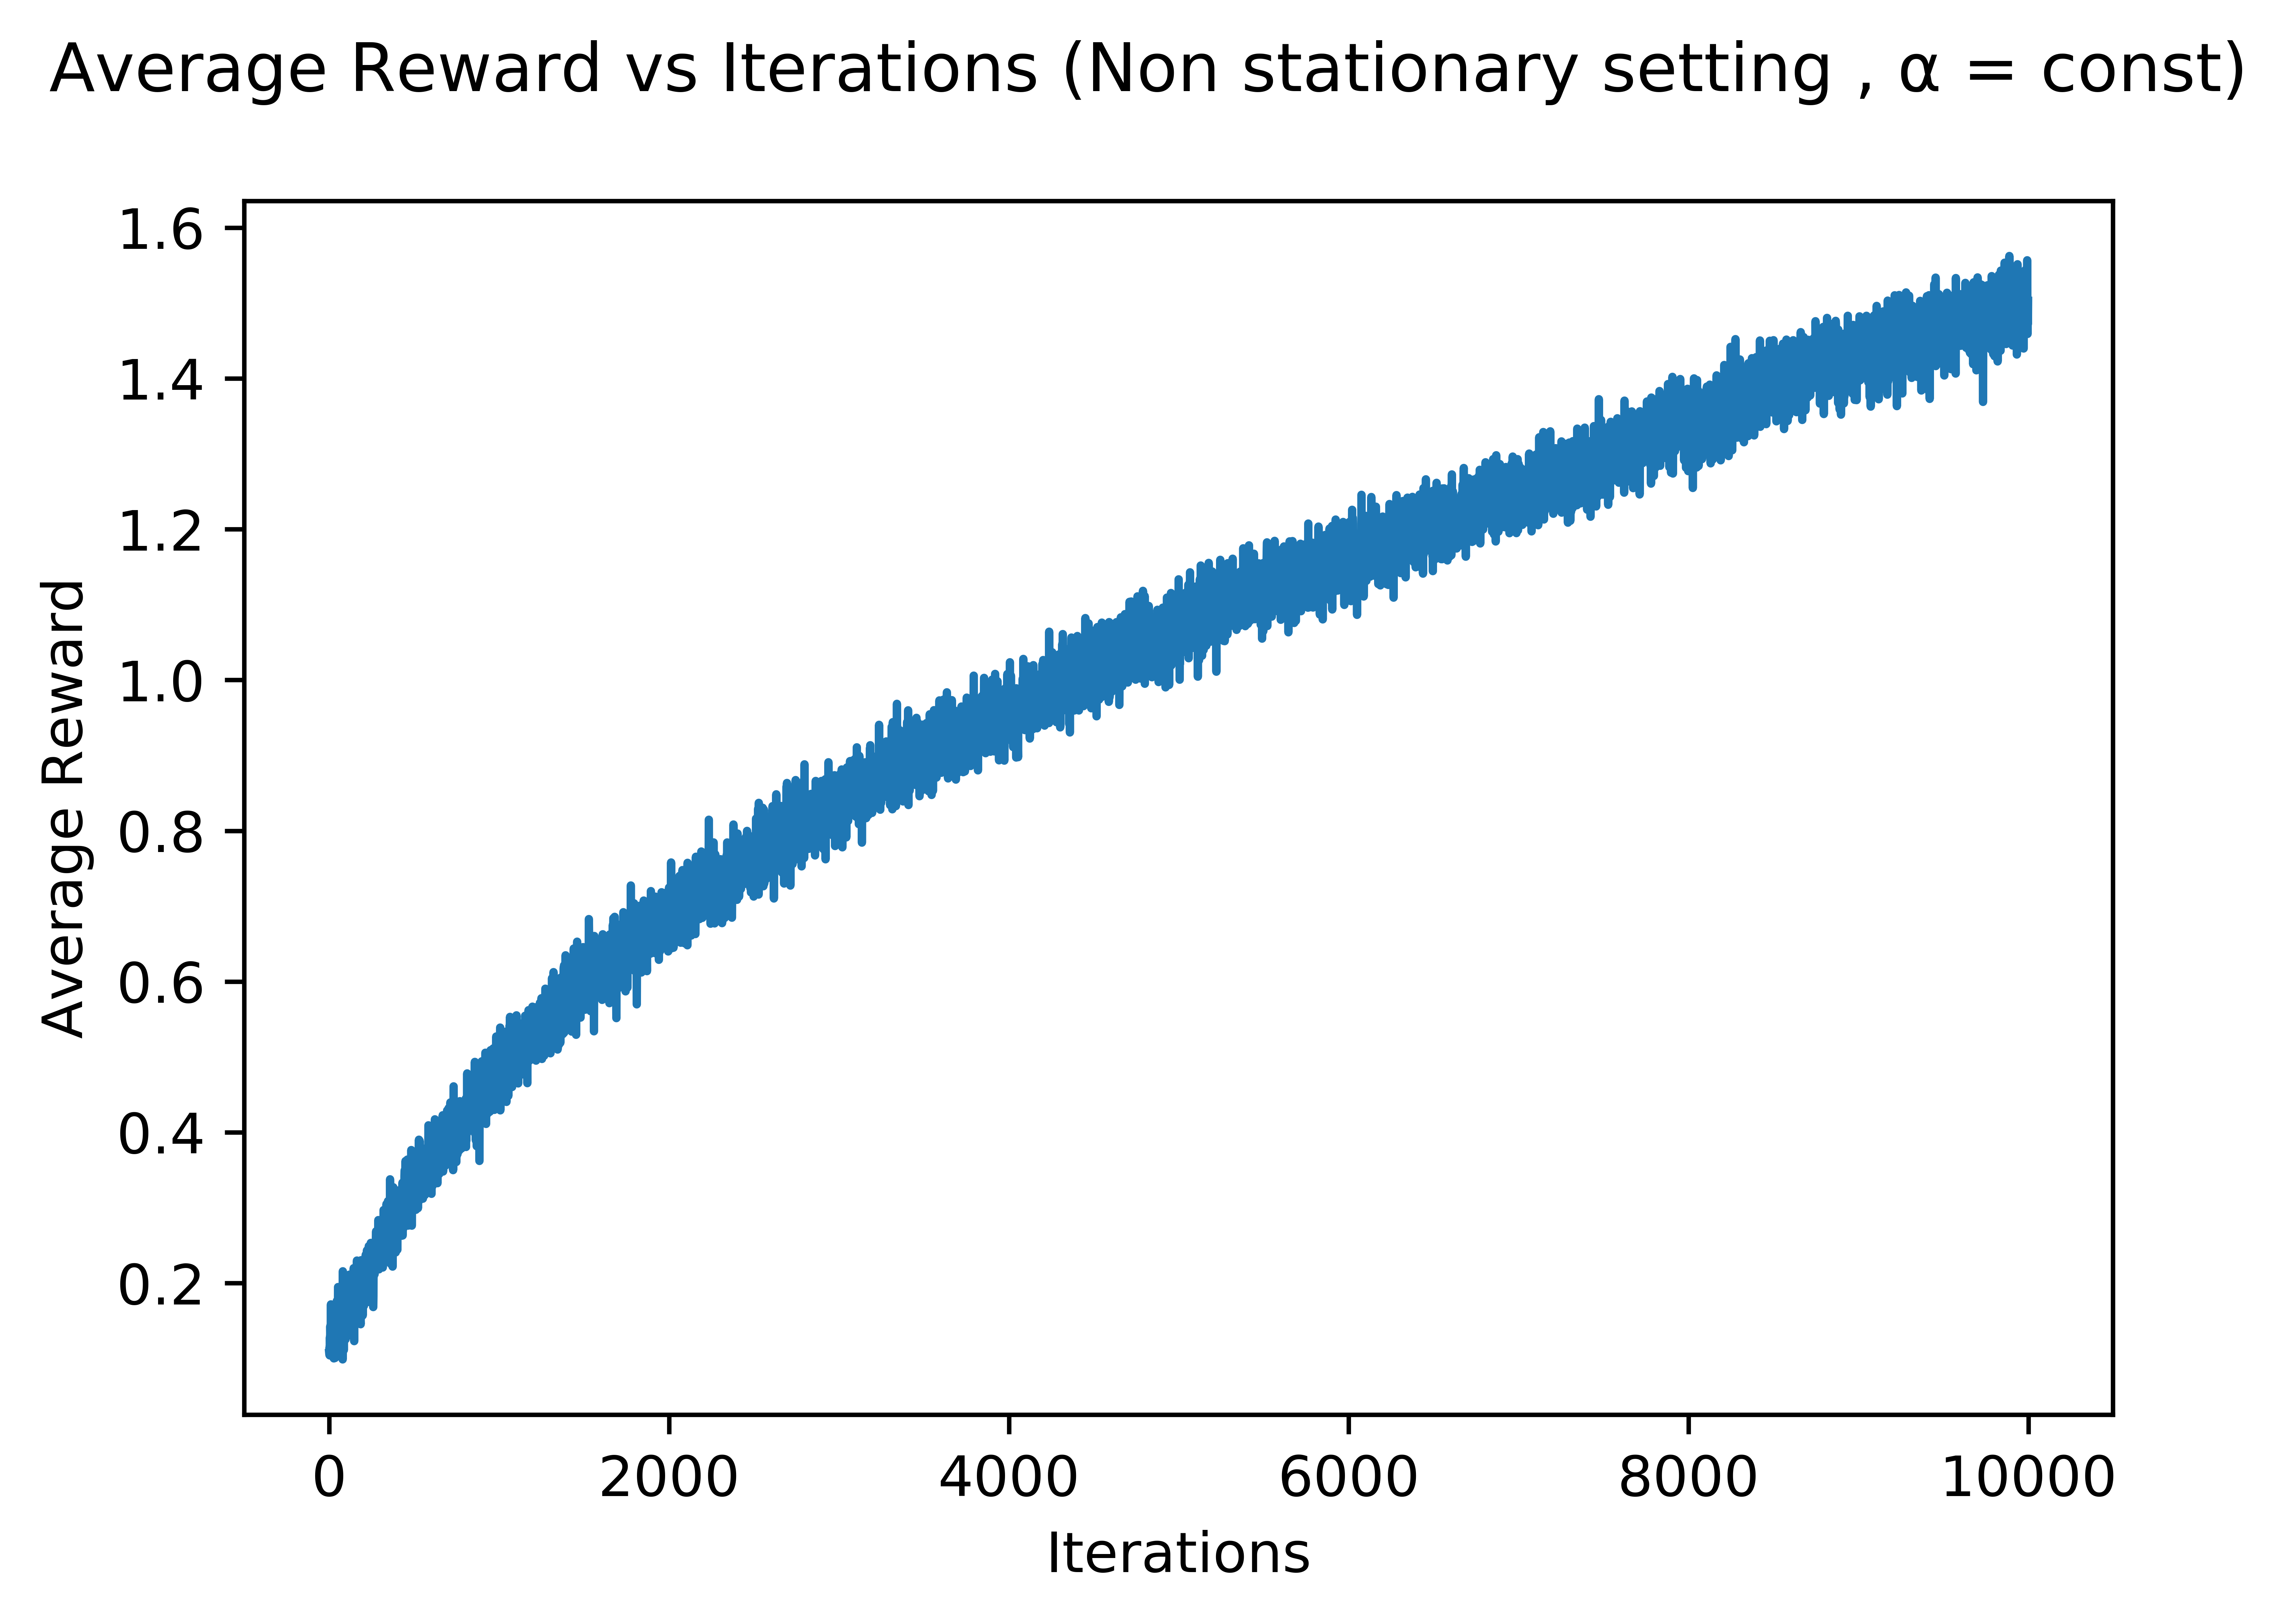 Average Reward vs Iterations (Non stationary setting , α = const)
1.6
1.4
1.2
1.0
0.8
0.6
0.4
0.2
Average Reward
0 2000 4000 6000 8000 10000
Iterations